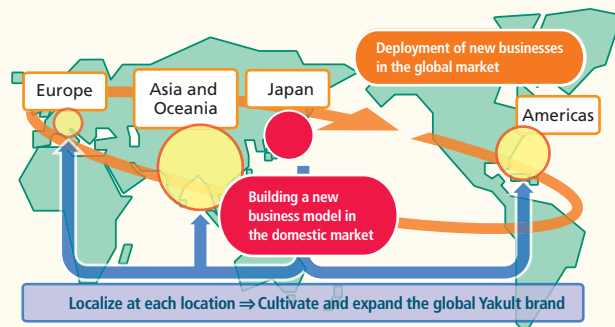 Deployment of new businesses
in the global market
Europe
Asia and
Oceania
Japan
Americas
Building a new
business model in
the domestic market
Localize at each location ⇒ Cultivate and expand the global Yakult brand